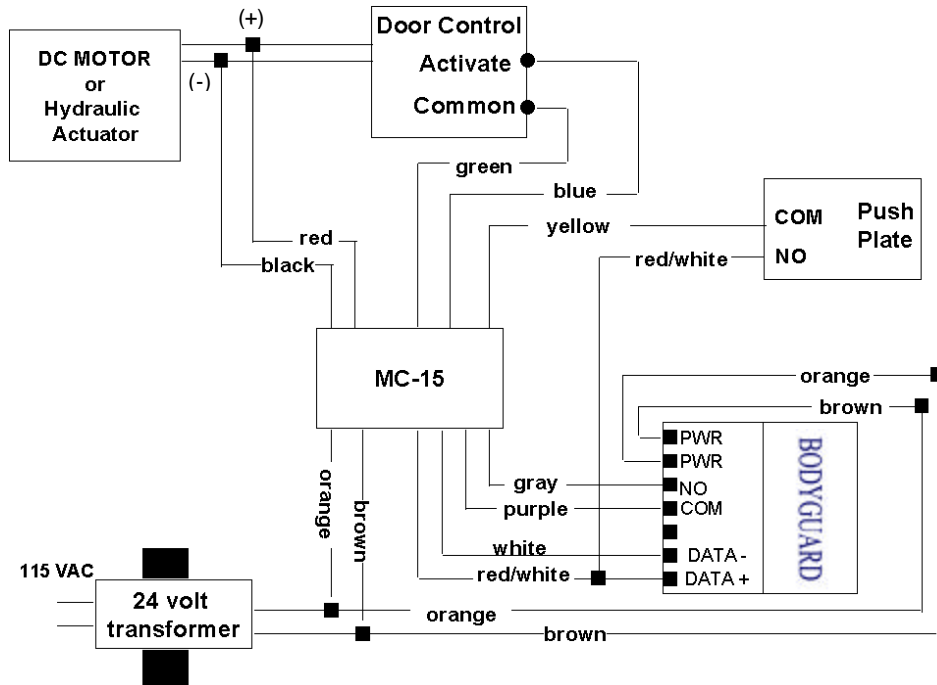 (+)
Door Control
DC MOTOR
or
Hydraulic
Actuator
(-)
Activate
Common
green
blue
yellow
COM
Push
Plate
NO
red/white
red
black
MC-15
orange
brown
PWR
PWR
NO
COM
DATA -
DATA +
BODYGUARD
gray
purple
white
red/white
orange
brown
115 VAC
24 volt
transformer
orange
brown